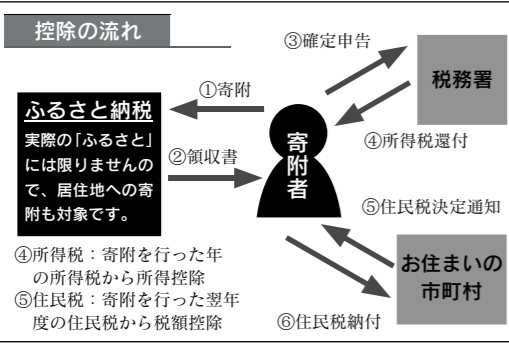 控除の流れ
③確定申告
税務署
①寄附
ふるさと納税
実際の「ふるさと」
には限りませんの
で、居住地への寄
附も対象です。
寄附者
④所得税還付
②領収書
⑤住民税決定通知
お住まいの
市町村
④所得税：寄附を行った年
の所得税から所得控除
⑤住民税：寄附を行った翌年
度の住民税から税額控除
⑥住民税納付